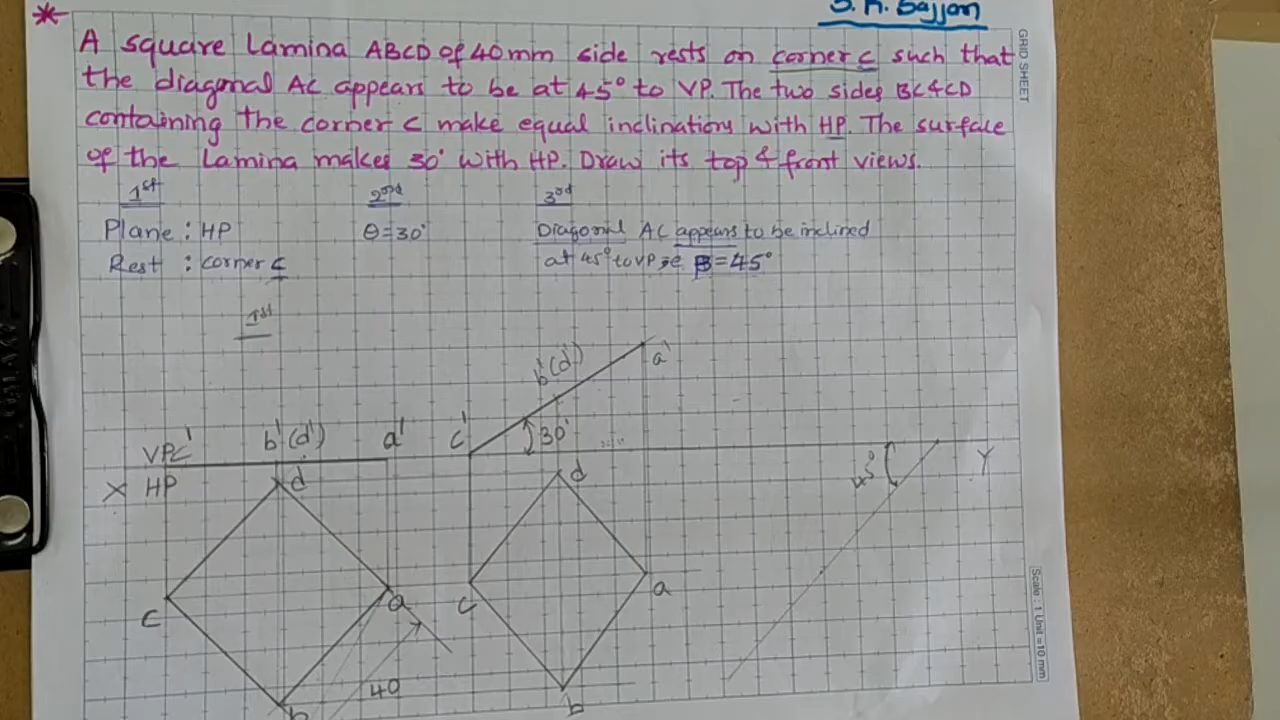 S. R. Sajjan
*
A square Lamina ABCD of 40mm side rests on corner c such that
the diagonal AC appears to be at 45° to VP. The two sides BC & CD
containing the corner c make equal inclinations with HP. The surface
of the Lamina makes 30° with HP. Draw its top & front views.
1st 2nd 3rd
Plane : HP θ=30° Diagonal AC appears to be inclined
Rest : corner c at 45° to VP ie β=45°
1st
b'(d') a'
VP c' b'(d') a' c' 30°
X HP d d 45° Y
c a c a
40
b b
GRID SHEET
Scale : 1 Unit = 10 mm